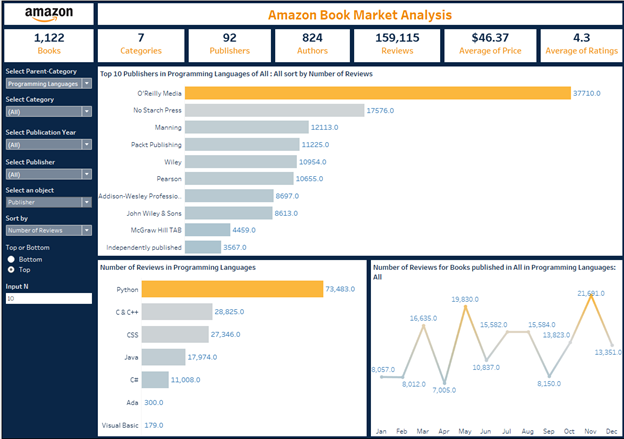 amazon
Amazon Book Market Analysis
1,122
Books
7
Categories
92
Publishers
824
Authors
159,115
Reviews
$46.37
Average of Price
4.3
Average of Ratings
Select Parent-Category
Programming Languages
Select Category
(All)
Select Publication Year
(All)
Select Publisher
(All)
Select an object
Publisher
Sort by
Number of Reviews
Top or Bottom
Bottom
Top
Input N
10
Top 10 Publishers in Programming Languages of All : All sort by Number of Reviews
O'Reilly Media 37710.0
No Starch Press 17576.0
Manning 12113.0
Packt Publishing 11225.0
Wiley 10954.0
Pearson 10655.0
Addison-Wesley Professio.. 8697.0
John Wiley & Sons 8613.0
McGraw Hill TAB 4459.0
Independently published 3567.0
Number of Reviews in Programming Languages
Python 73,483.0
C & C++ 28,825.0
CSS 27,346.0
Java 17,974.0
C# 11,008.0
Ada 300.0
Visual Basic 179.0
Number of Reviews for Books published in All in Programming Languages:
All
8,057.0
8,012.0
16,635.0
7,005.0
19,830.0
10,837.0
15,582.0
15,584.0
8,150.0
13,823.0
21,691.0
13,351.0
Jan Feb Mar Apr May Jun Jul Aug Sep Oct Nov Dec